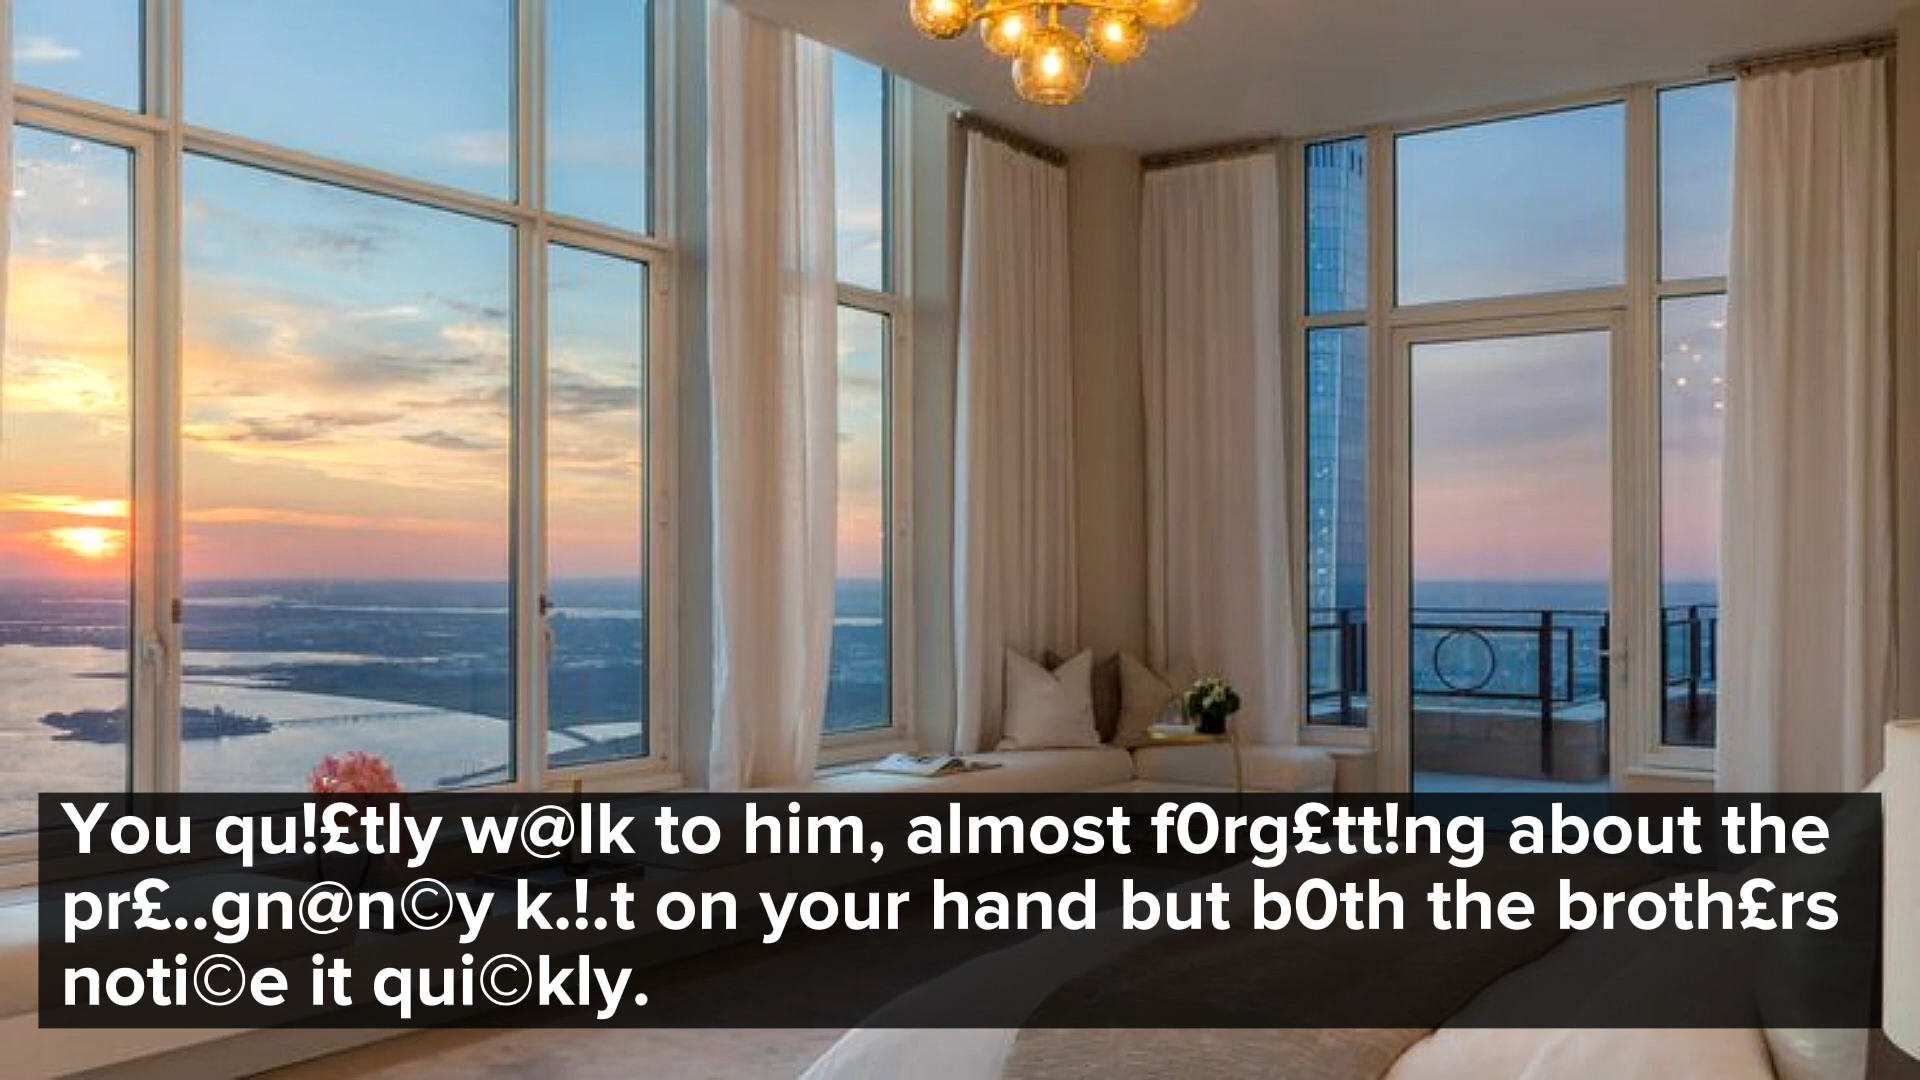 You qu!£tly w@lk to him, almost f0rg£tt!ng about the
pr£..gn@n©y k.!.t on your hand but b0th the broth£rs
noti©e it qui©kly.